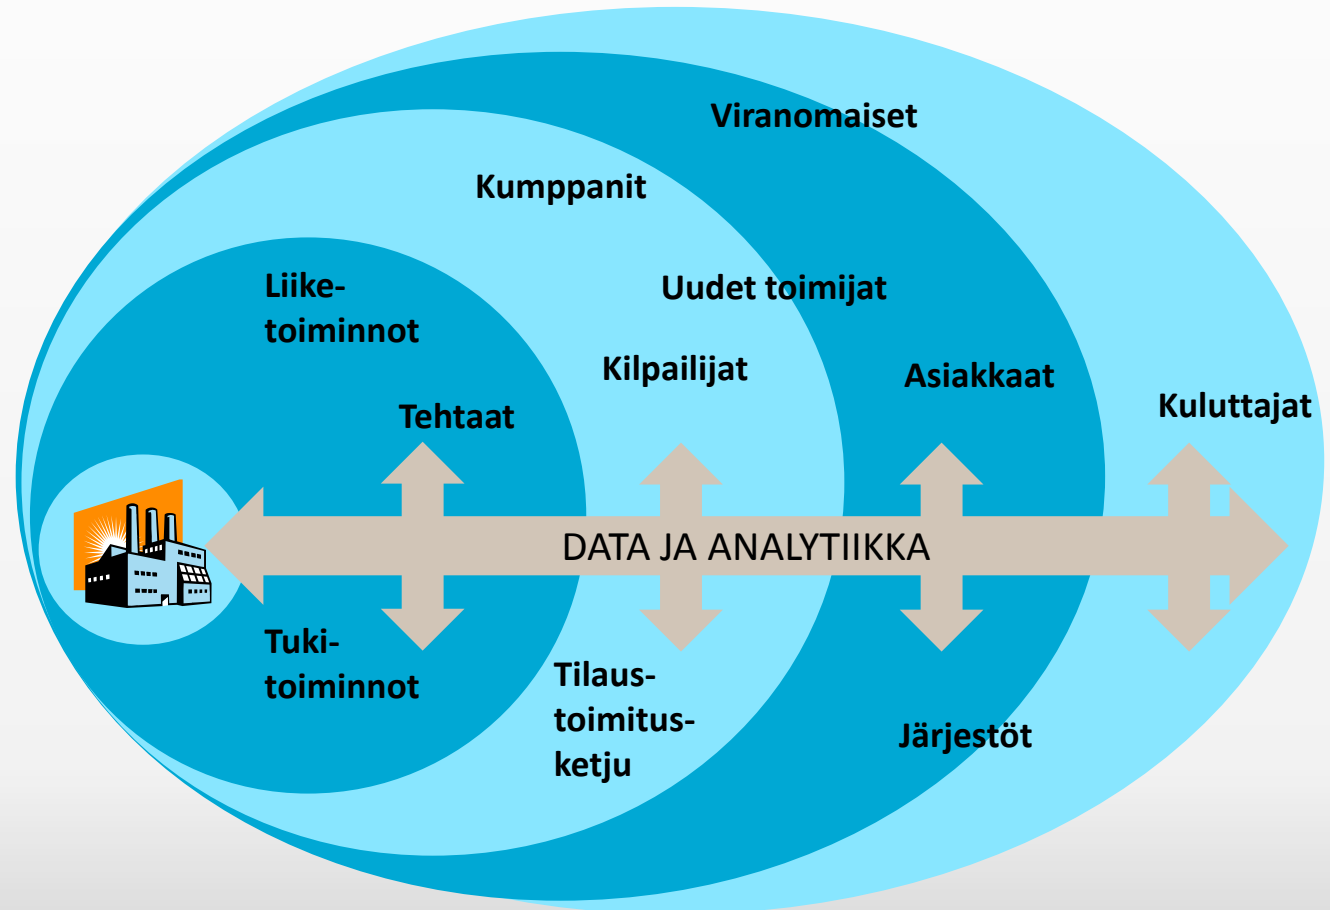 Viranomaiset
Kumppanit
Liike-
toiminnot
Uudet toimijat
Kilpailijat
Asiakkaat
Kuluttajat
Tehtaat
DATA JA ANALYTIIKKA
Tuki-
toiminnot
Tilaus-
toimitus-
ketju
Järjestöt